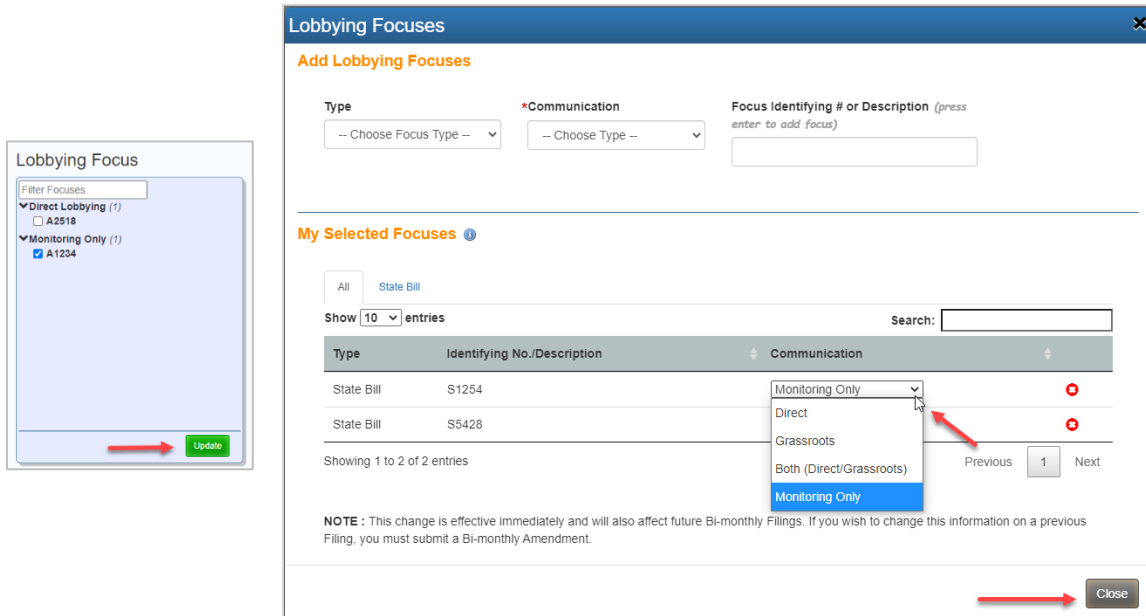 Lobbying Focus
Filter Focuses
Direct Lobbying (1)
A2518
Monitoring Only (1)
A1234
Update
Lobbying Focuses
Add Lobbying Focuses
Type
*Communication
Focus Identifying # or Description (press
enter to add focus)
-- Choose Focus Type --
-- Choose Type --
My Selected Focuses
All State Bill
Show 10 entries
Search:
Type Identifying No./Description Communication
State Bill S1254 Monitoring Only
Direct
State Bill S5428
Grassroots
Both (Direct/Grassroots)
Monitoring Only
Showing 1 to 2 of 2 entries
Previous 1 Next
NOTE : This change is effective immediately and will also affect future Bi-monthly Filings. If you wish to change this information on a previous
Filing, you must submit a Bi-monthly Amendment.
Close